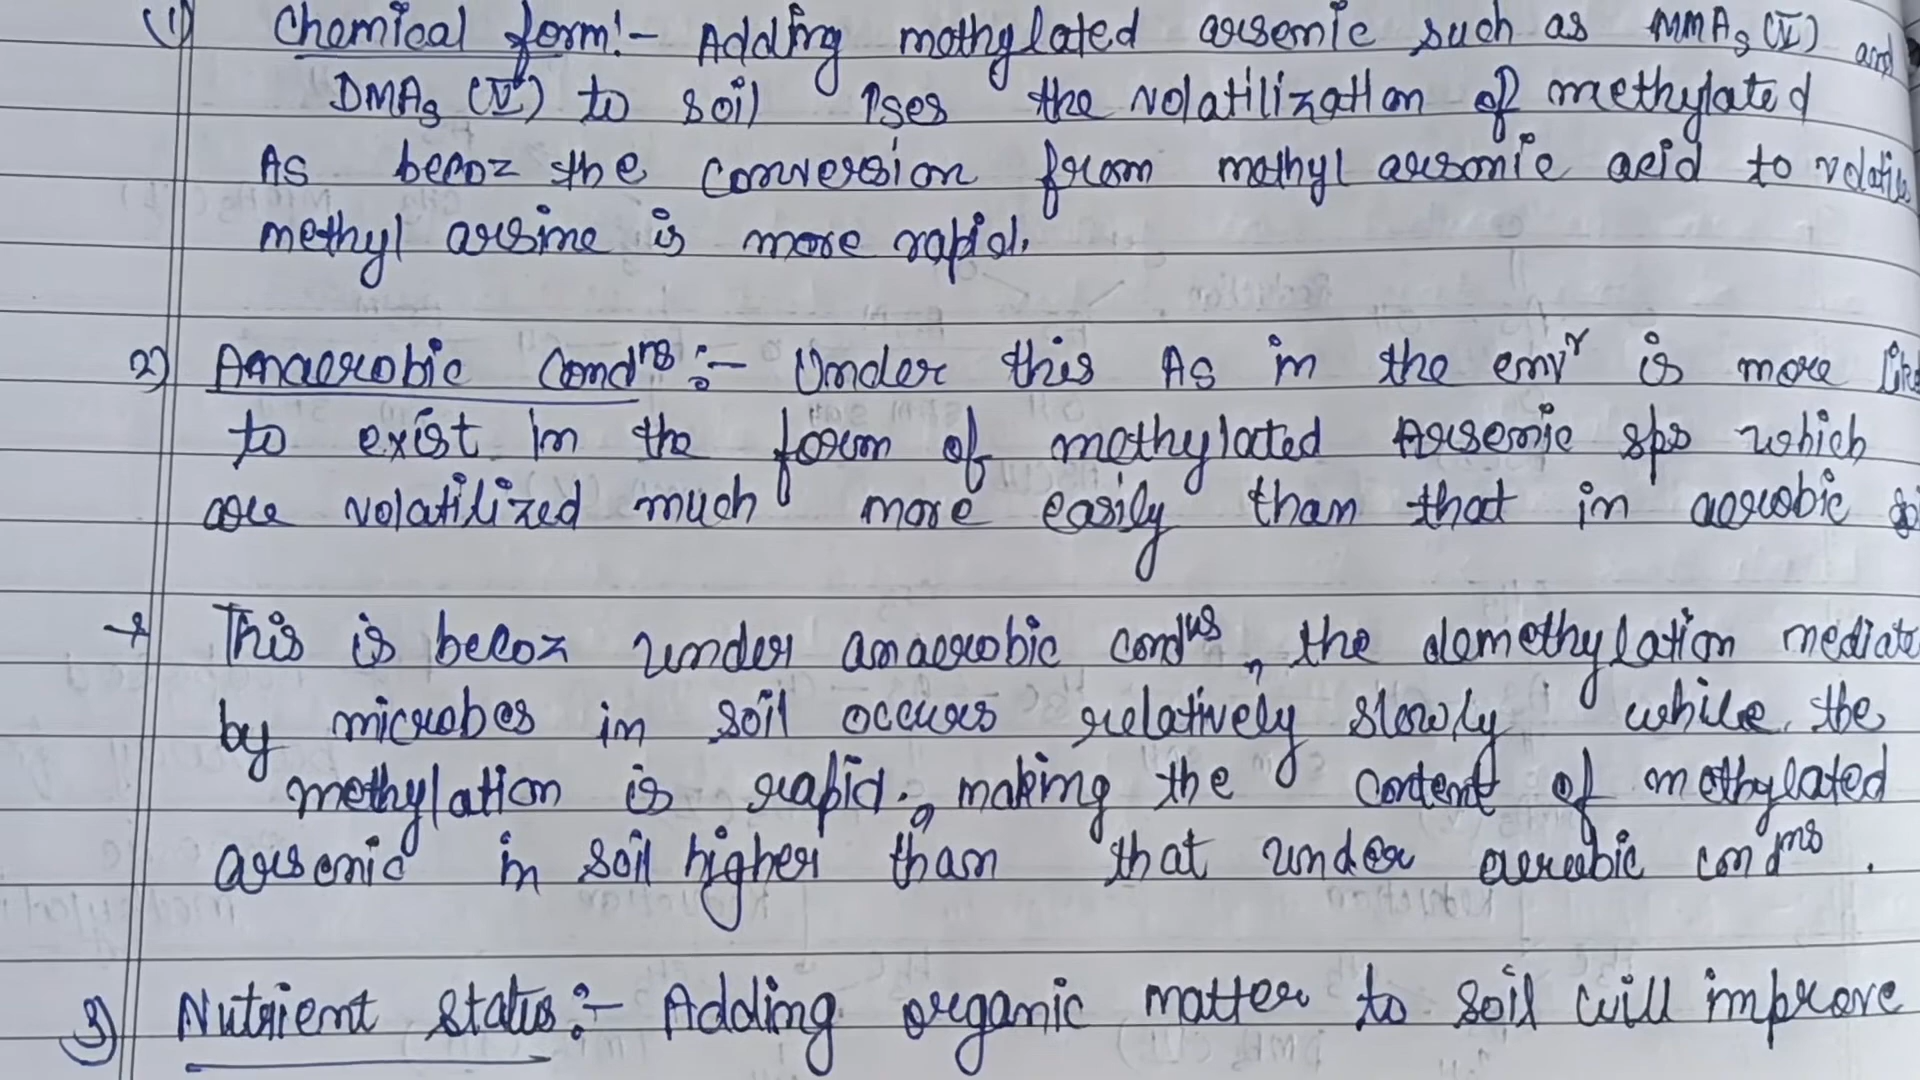 (1) Chemical form:- Adding methylated arsenic such as MMAs (V) and
DMAs (V) to soil ↑ses the volatilization of methylated
As becoz the conversion from methyl arsonic acid to volatile
methyl arsine is more rapid.
2) Anaerobic Condns :- Under this As in the envr is more like
to exist in the form of methylated Arsenic sps which
are volatilized much more easily than that in aerobic
→ This is becoz under anaerobic condns, the demethylation mediate
by microbes in soil occurs relatively slowly while the
methylation is rapid, making the content of methylated
arsenic in soil higher than that under aerobic condns.
3) Nutrient status :- Adding organic matter to soil will improve